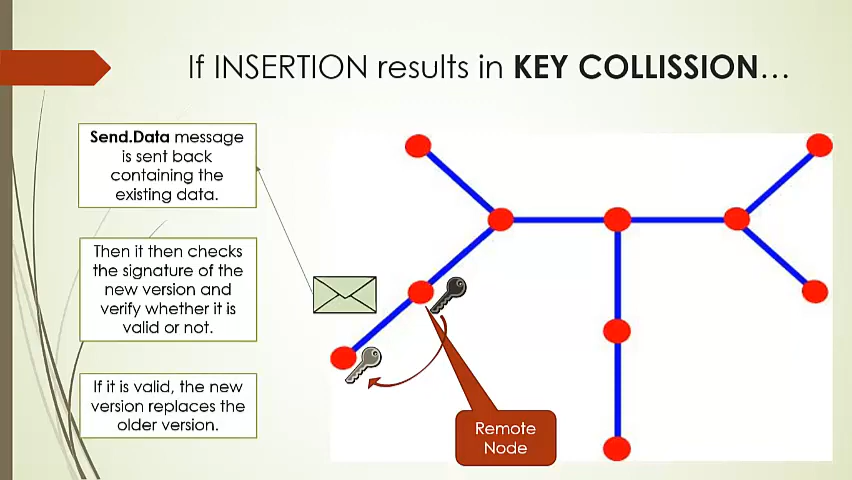 If INSERTION results in KEY COLLISSION...
Send.Data message
is sent back
containing the
existing data.
Then it then checks
the signature of the
new version and
verify whether it is
valid or not.
If it is valid, the new
version replaces the
older version.
Remote
Node